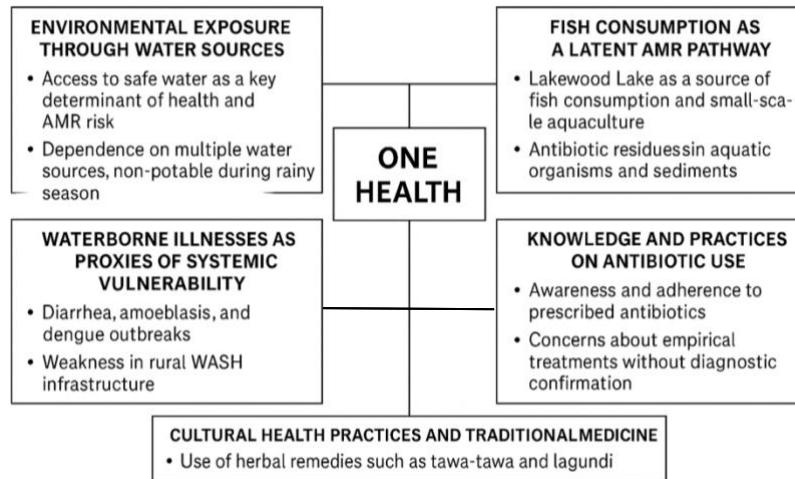 ENVIRONMENTAL EXPOSURE
THROUGH WATER SOURCES
• Access to safe water as a key
determinant of health and
AMR risk
• Dependence on multiple water
sources, non-potable during rainy
season
FISH CONSUMPTION AS
A LATENT AMR PATHWAY
• Lakewood Lake as a source of
fish consumption and small-sca-
le aquaculture
• Antibiotic residuessin aquatic
organisms and sediments
ONE
HEALTH
WATERBORNE ILLNESSES AS
PROXIES OF SYSTEMIC
VULNERABILITY
• Diarrhea, amoeblasis, and
dengue outbreaks
• Weakness in rural WASH
infrastructure
KNOWLEDGE AND PRACTICES
ON ANTIBIOTIC USE
• Awareness and adherence to
prescribed antibiotics
• Concerns about empirical
treatments without diagnostic
confirmation
CULTURAL HEALTH PRACTICES AND TRADITIONALMEDICINE
• Use of herbal remedies such as tawa-tawa and lagundi